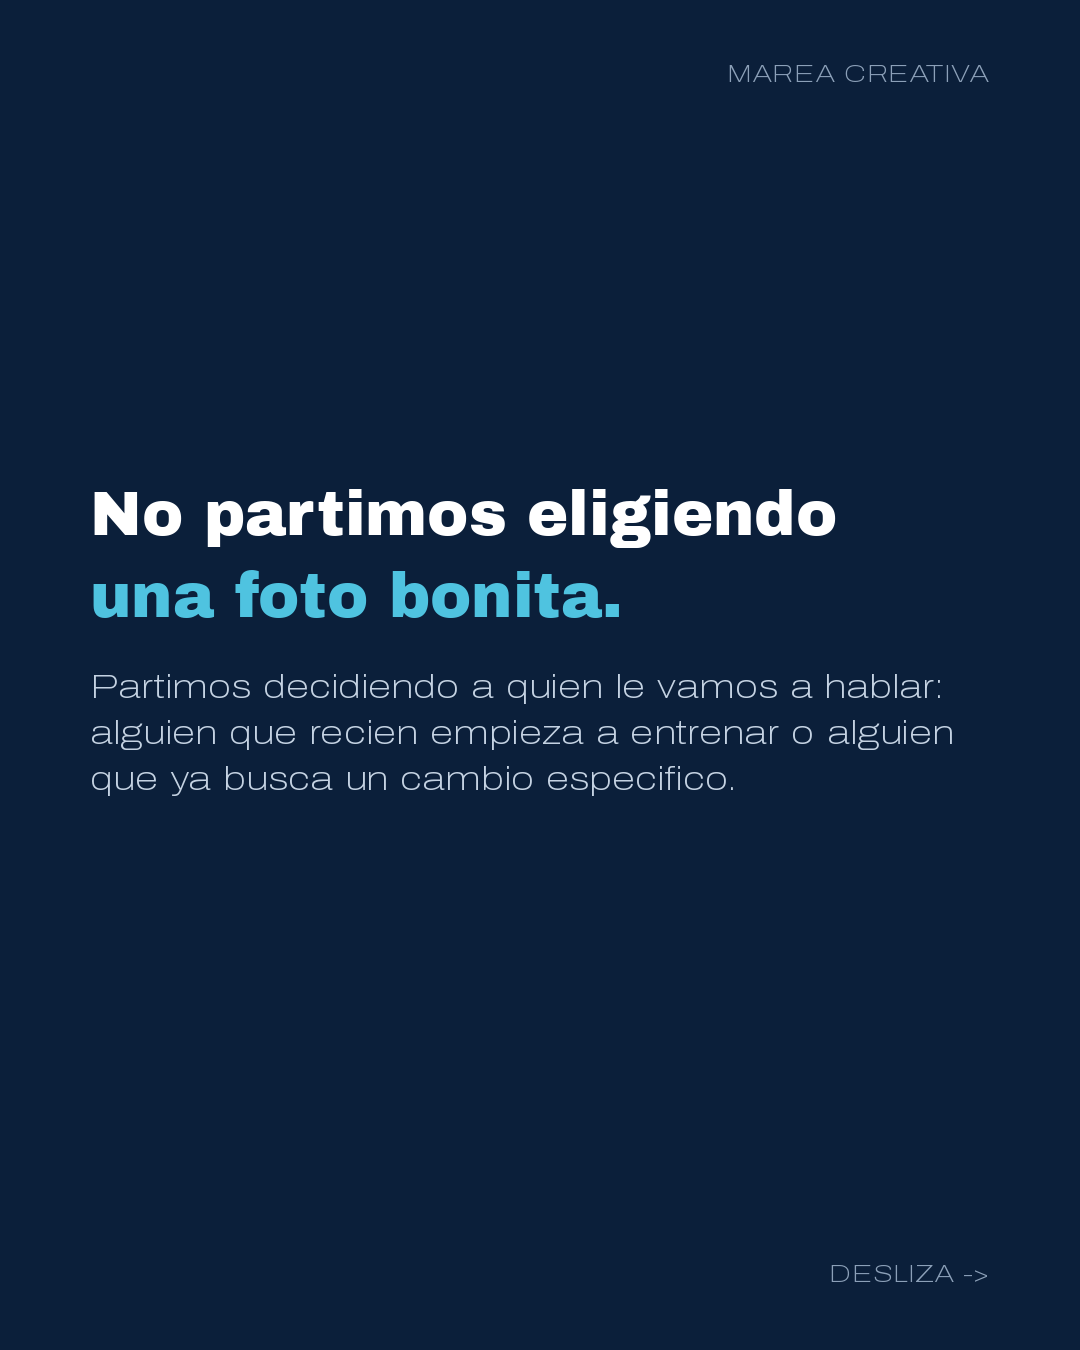 MAREA CREATIVA
No partimos eligiendo
una foto bonita.
Partimos decidiendo a quien le vamos a hablar:
alguien que recien empieza a entrenar o alguien
que ya busca un cambio especifico.
DESLIZA ->